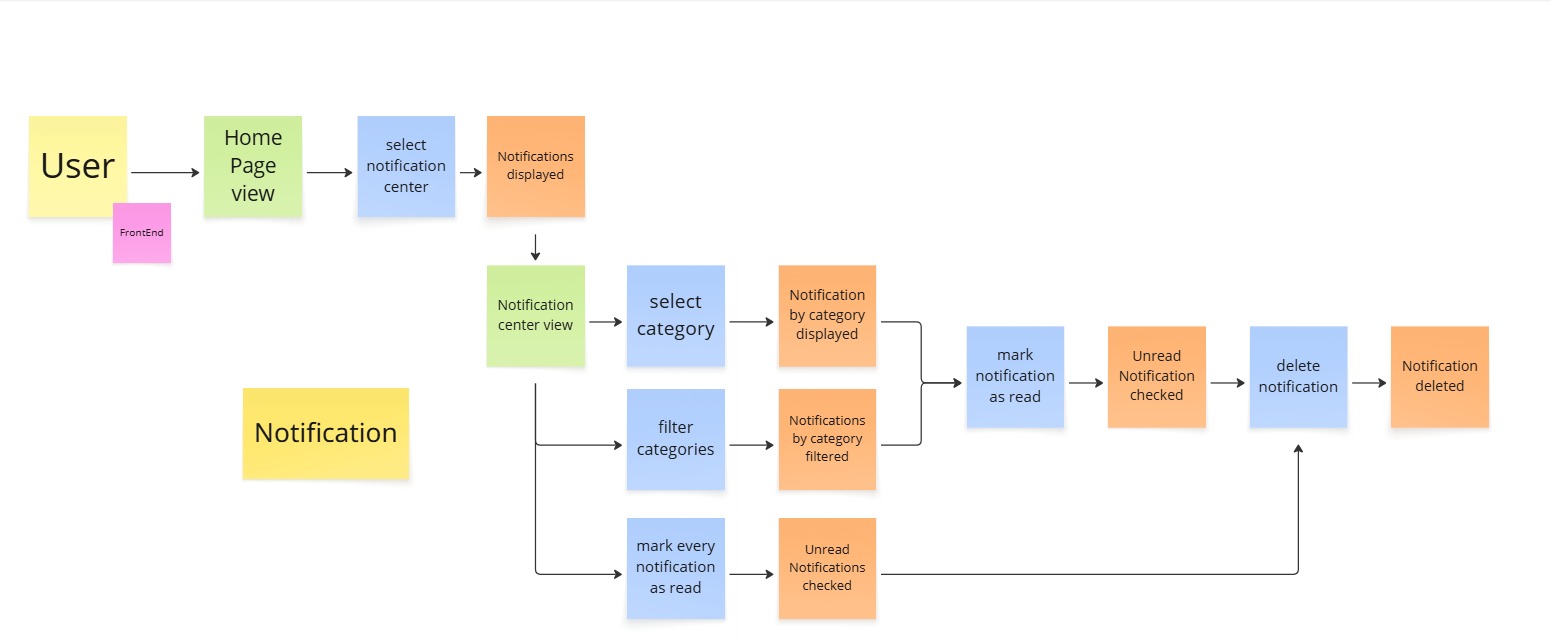 User
FrontEnd
Home
Page
view
select
notification
center
Notifications
displayed
Notification
center view
select
category
Notification
by category
displayed
filter
categories
Notifications
by category
filtered
mark every
notification
as read
Unread
Notifications
checked
mark
notification
as read
Unread
Notification
checked
delete
notification
Notification
deleted
Notification